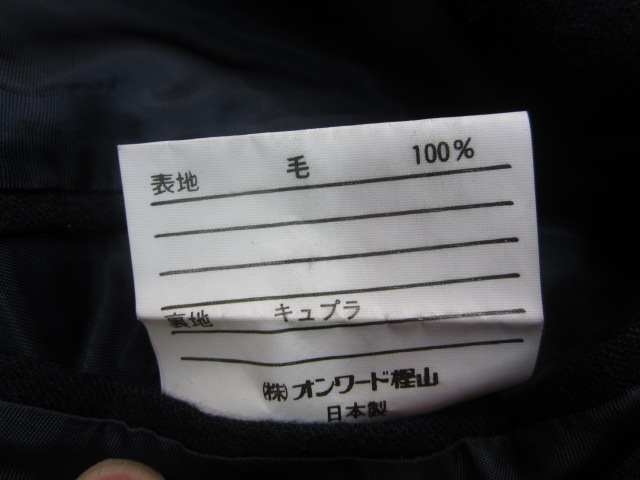 表地 毛 100%
裏地 キュプラ
㈱オンワード樫山
日本製